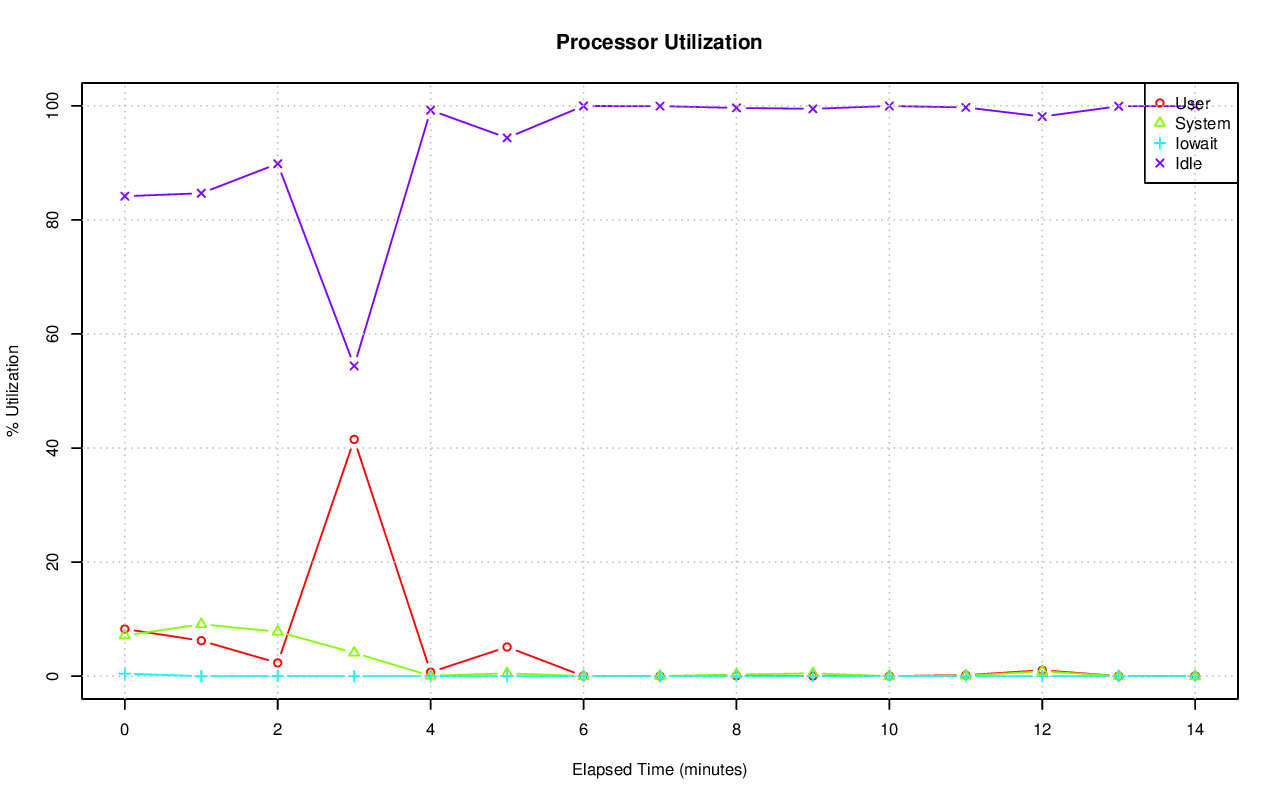 Processor Utilization
% Utilization
100
80
60
40
20
0
User
System
Iowait
Idle
0 2 4 6 8 10 12 14
Elapsed Time (minutes)